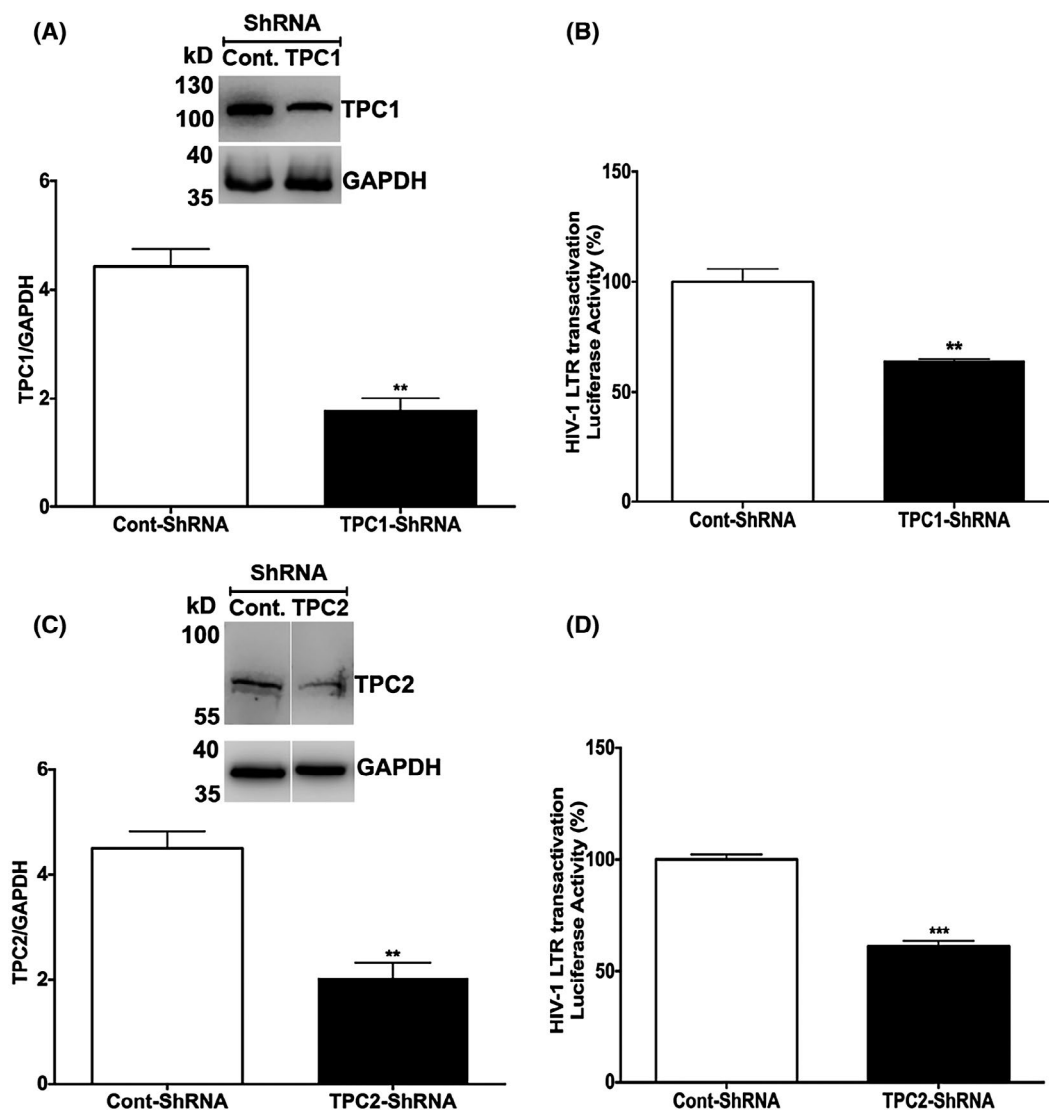 (A)
ShRNA
kD Cont. TPC1
130
100
TPC1
40
35
GAPDH
6
4
2
0
TPC1/GAPDH
**
Cont-ShRNA TPC1-ShRNA
(B)
150
100
50
0
HIV-1 LTR transactivation
Luciferase Activity (%)
**
Cont-ShRNA TPC1-ShRNA
(C)
ShRNA
kD Cont. TPC2
100
55
TPC2
40
35
GAPDH
6
4
2
0
TPC2/GAPDH
**
Cont-ShRNA TPC2-ShRNA
(D)
150
100
50
0
HIV-1 LTR transactivation
Luciferase Activity (%)
***
Cont-ShRNA TPC2-ShRNA